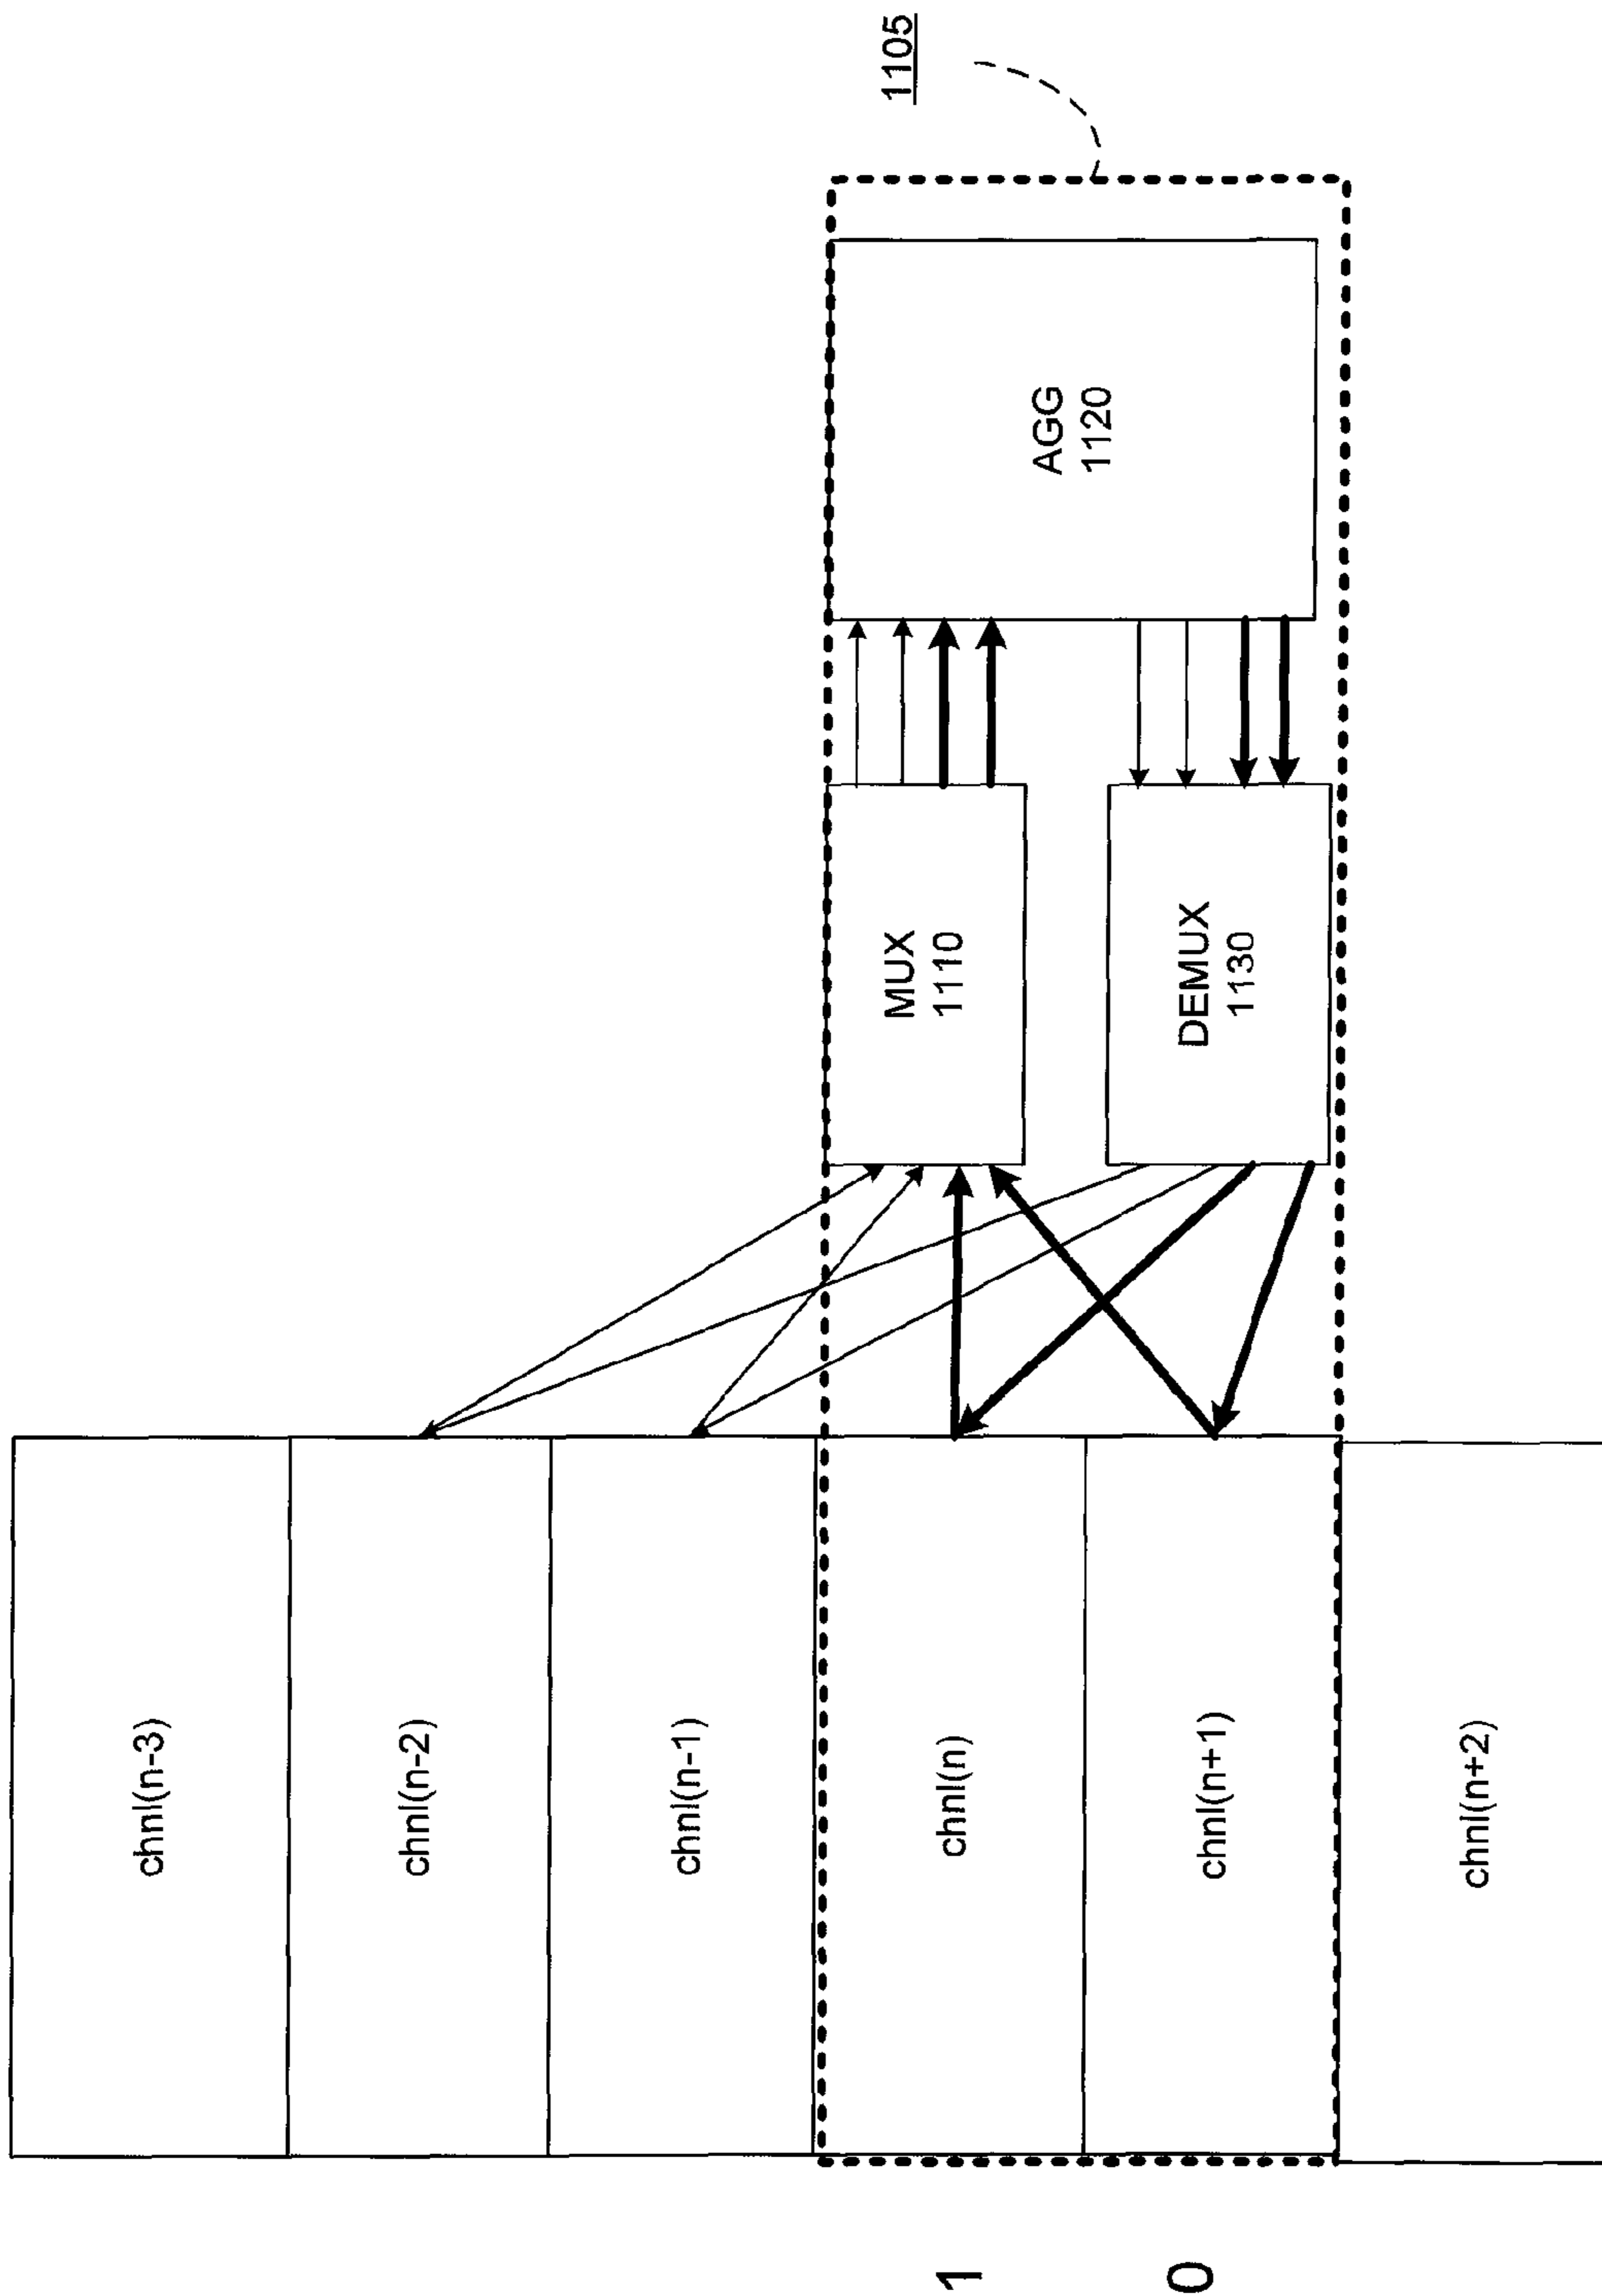 1105
AGG
1120
MUX
1110
DEMUX
1130
chnl(n-3)
chnl(n-2)
chnl(n-1)
chnl(n)
chnl(n+1)
chnl(n+2)
1
0